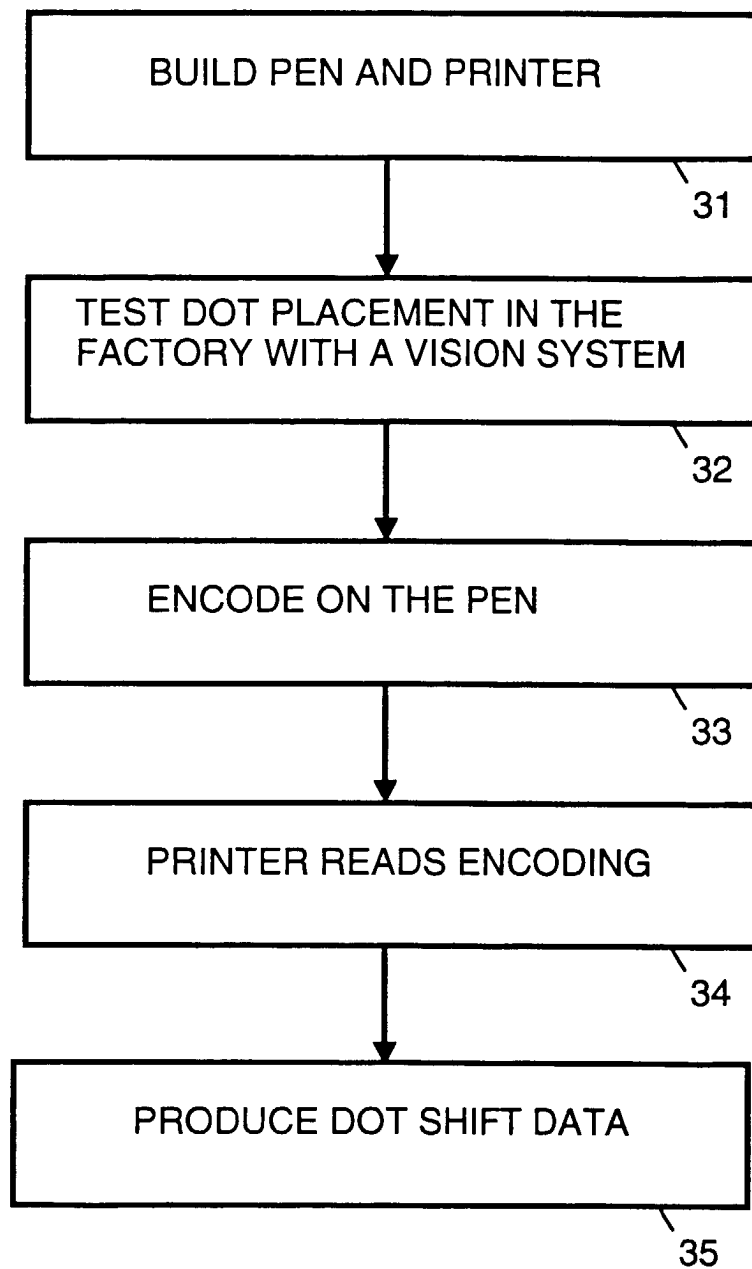 BUILD PEN AND PRINTER
31
TEST DOT PLACEMENT IN THE
FACTORY WITH A VISION SYSTEM
32
ENCODE ON THE PEN
33
PRINTER READS ENCODING
34
PRODUCE DOT SHIFT DATA
35